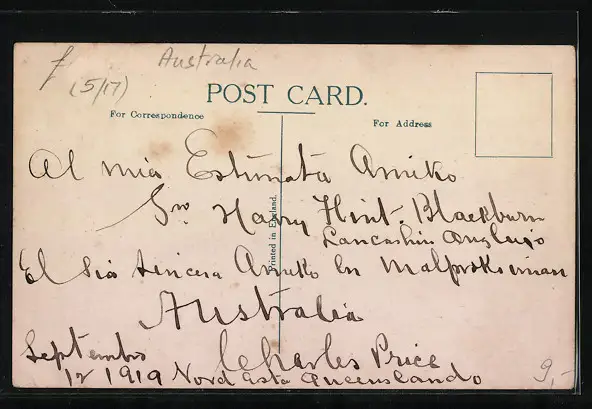 Australia
(5/17)
POST CARD.
For Correspondence
For Address
Al mia Estimata Amiko
Sro Harry Hint. Blackburn
Lancashire Anglujo
Printed in England.
El Sia sincera Amiko En Malproksiman
Australia
Septembro Charles Price
12 1919 Nord Esta Queenslando
9,-